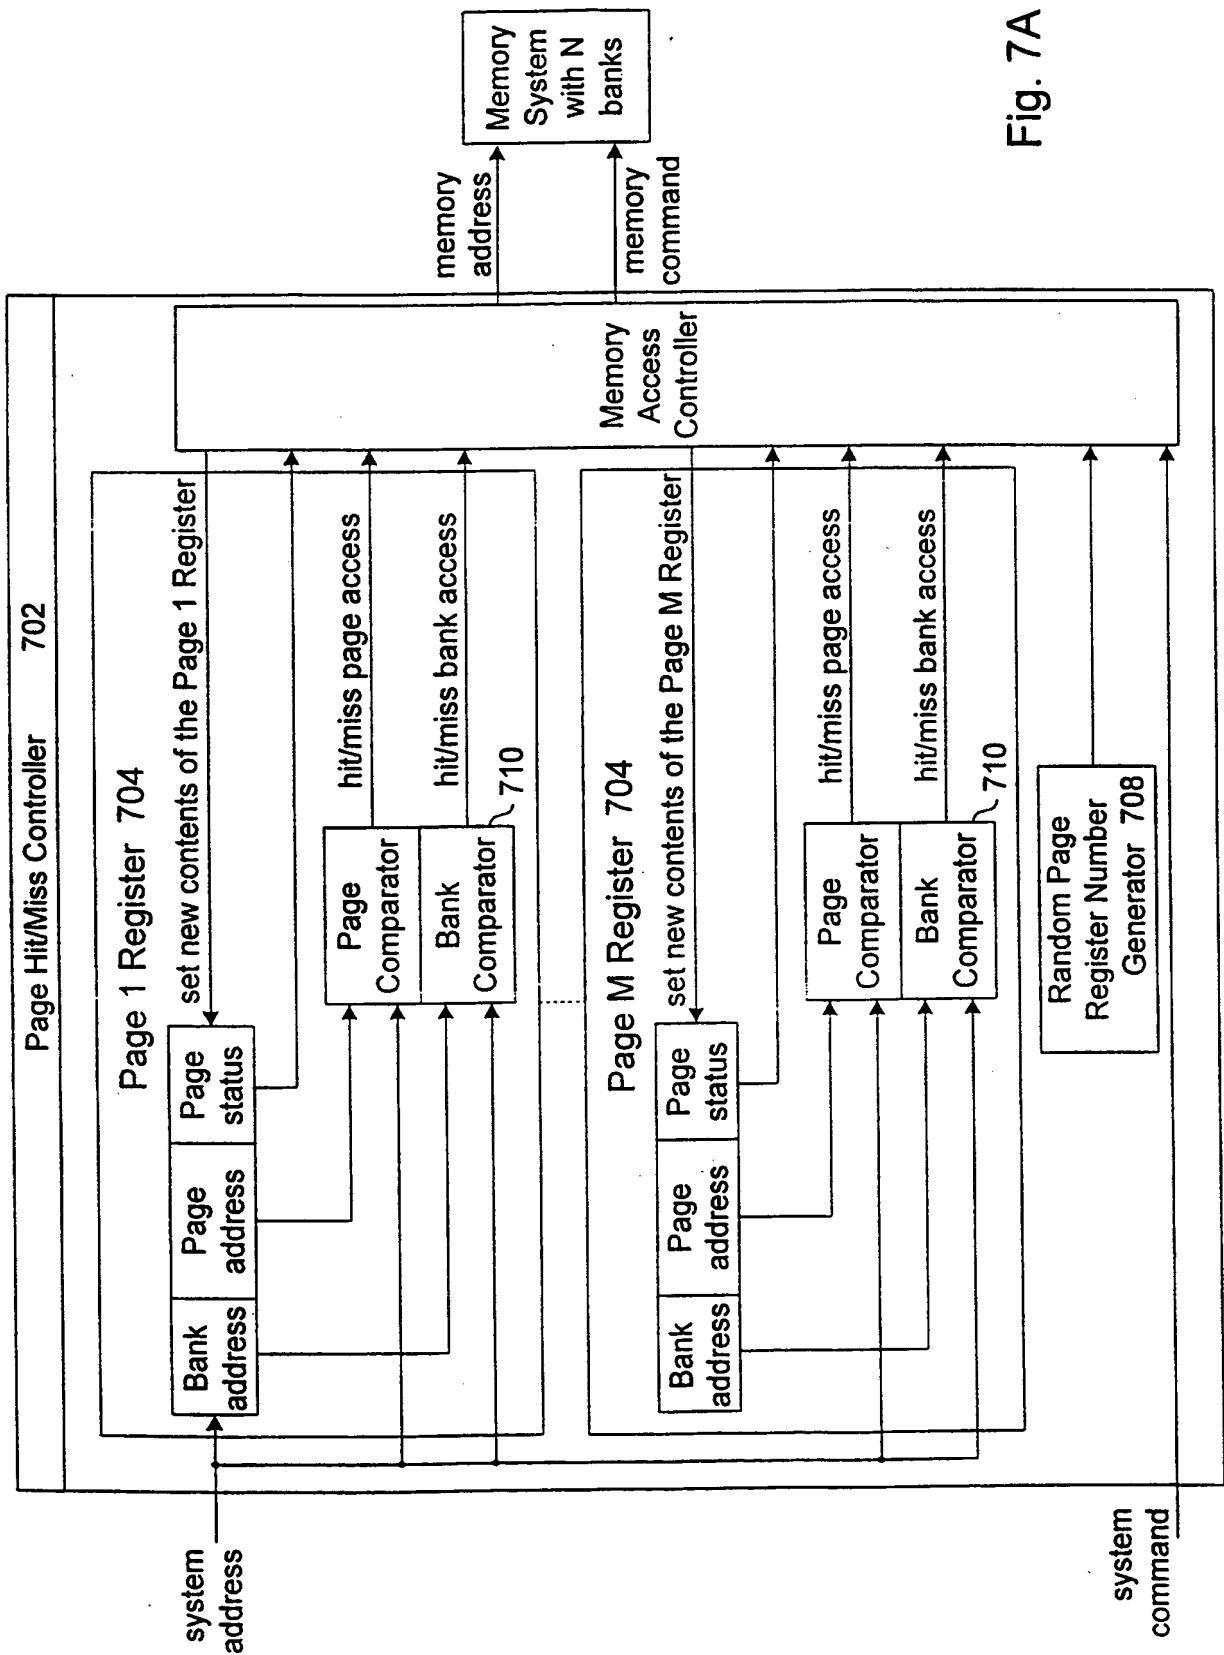 Page Hit/Miss Controller 702
system
address
Page 1 Register 704
Bank
address
Page
address
Page
status
set new contents of the Page 1 Register
Page
Comparator
Bank
Comparator
710
hit/miss page access
hit/miss bank access
Page M Register 704
Bank
address
Page
address
Page
status
set new contents of the Page M Register
Page
Comparator
Bank
Comparator
710
hit/miss page access
hit/miss bank access
Random Page
Register Number
Generator 708
system
command
Memory
Access
Controller
memory
address
memory
command
Memory
System
with N
banks
Fig. 7A